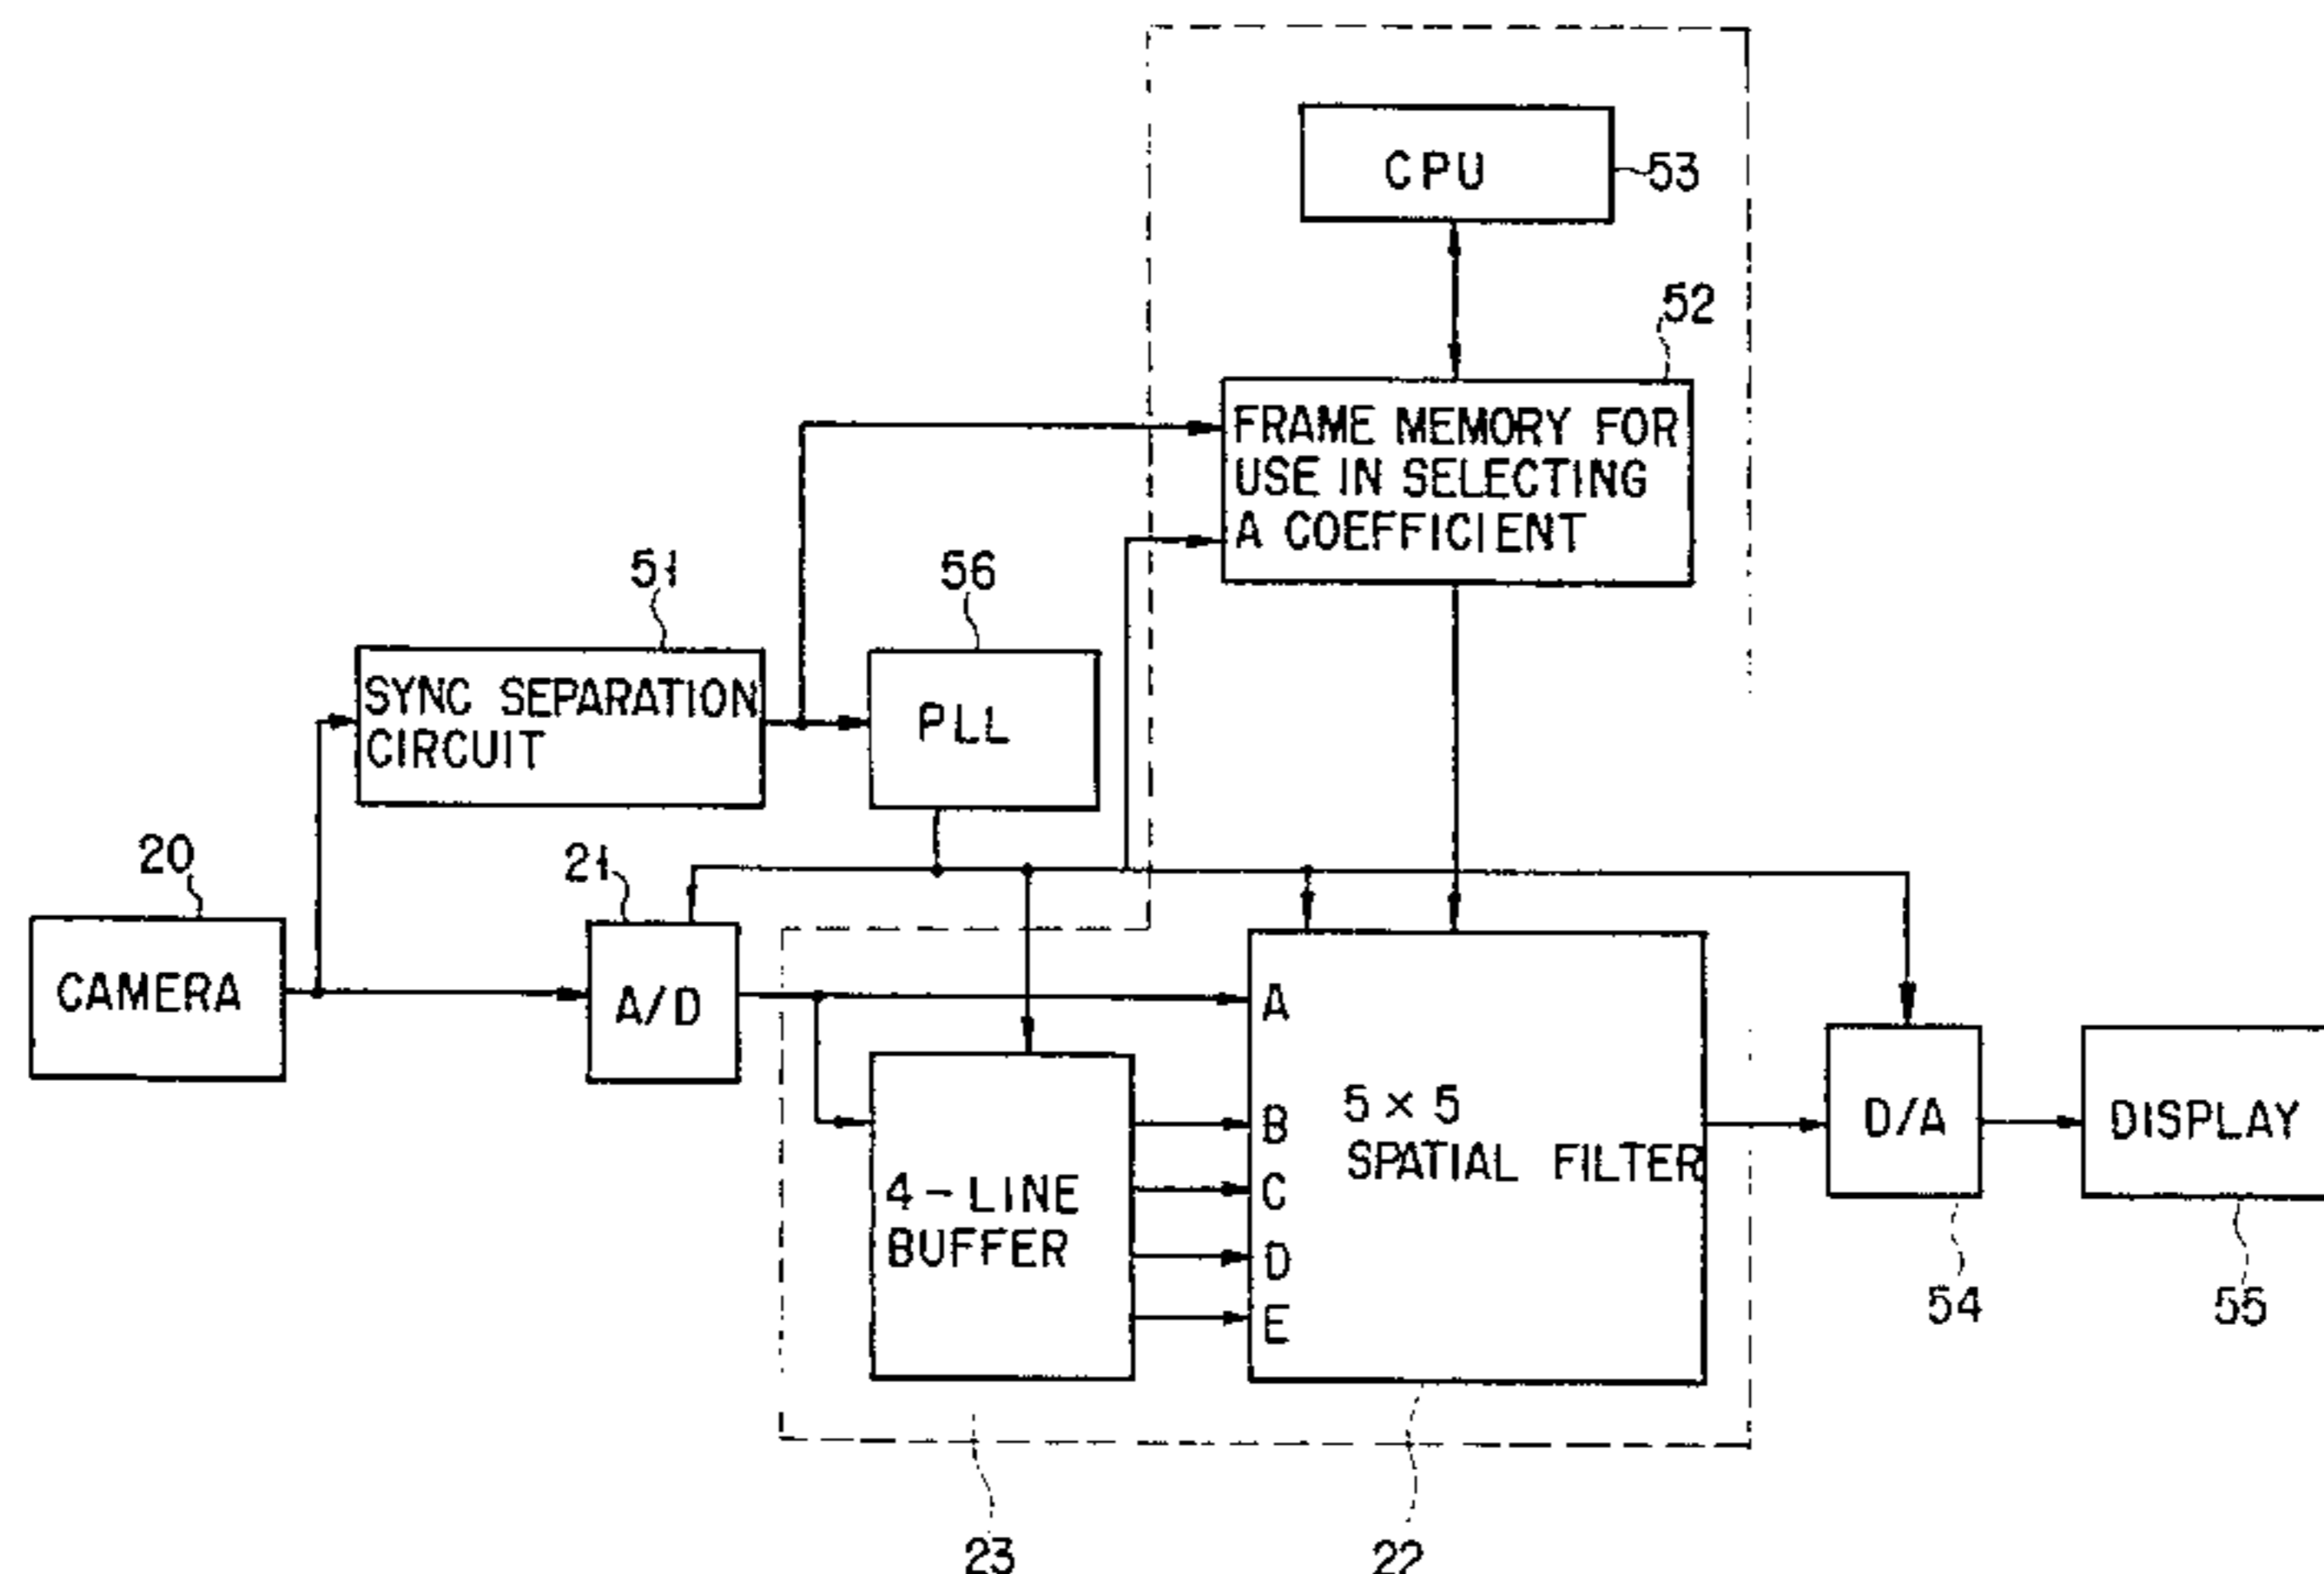 CPU
53
52
FRAME MEMORY FOR
USE IN SELECTING
A COEFFICIENT
51
56
SYNC SEPARATION
CIRCUIT
PLL
20
21
CAMERA
A/D
A
B
C
D
E
5 × 5
SPATIAL FILTER
4-LINE
BUFFER
D/A
DISPLAY
54
55
23
22